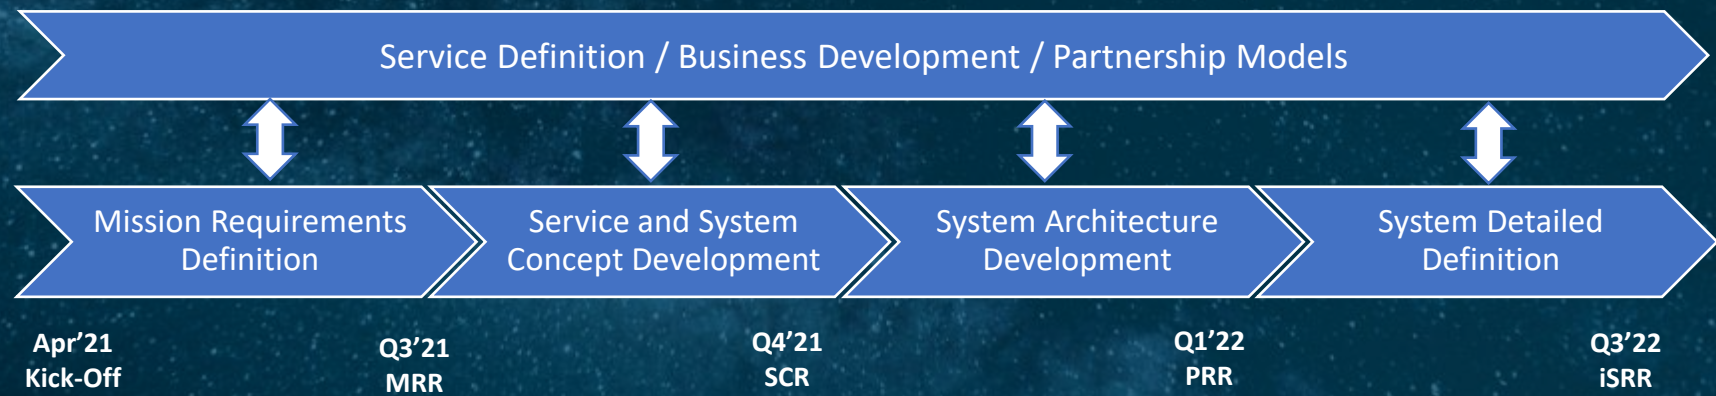 Service Definition / Business Development / Partnership Models
Mission Requirements
Definition
Service and System
Concept Development
System Architecture
Development
System Detailed
Definition
Apr’21
Kick-Off
Q3’21
MRR
Q4’21
SCR
Q1’22
PRR
Q3’22
iSRR